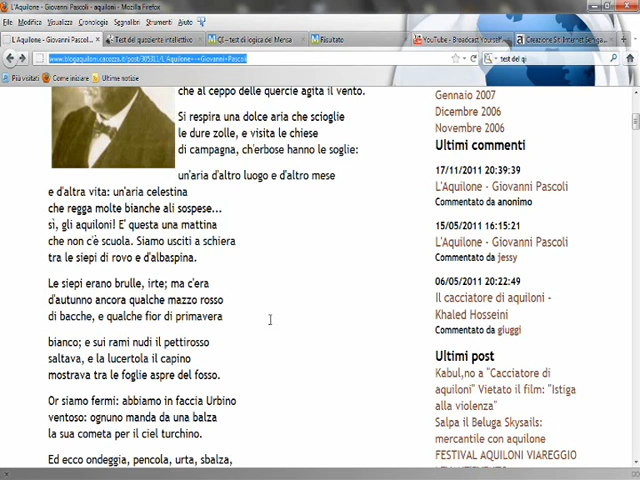 L'Aquilone - Giovanni Pascoli - aquiloni - Mozilla Firefox
File Modifica Visualizza Cronologia Segnalibri Strumenti Aiuto
L'Aquilone - Giovanni Pascoli... Test del quoziente intellettivo QI - test di logica del Mensa Risultato YouTube - Broadcast Yourself Creazione Siti Internet Senigall...
test del qi
Più visitati Come iniziare Ultime notizie
che al ceppo delle quercie agita il vento.
Si respira una dolce aria che scioglie
le dure zolle, e visita le chiese
di campagna, ch'erbose hanno le soglie:
un'aria d'altro luogo e d'altro mese
e d'altra vita: un'aria celestina
che regga molte bianche ali sospese...
sì, gli aquiloni! E' questa una mattina
che non c'è scuola. Siamo usciti a schiera
tra le siepi di rovo e d'albaspina.
Le siepi erano brulle, irte; ma c'era
d'autunno ancora qualche mazzo rosso
di bacche, e qualche fior di primavera
bianco; e sui rami nudi il pettirosso
saltava, e la lucertola il capino
mostrava tra le foglie aspre del fosso.
Or siamo fermi: abbiamo in faccia Urbino
ventoso: ognuno manda da una balza
la sua cometa per il ciel turchino.
Ed ecco ondeggia, pencola, urta, sbalza,
Gennaio 2007
Dicembre 2006
Novembre 2006
Ultimi commenti
17/11/2011 20:39:39
L'Aquilone - Giovanni Pascoli
Commentato da anonimo
15/05/2011 16:15:21
L'Aquilone - Giovanni Pascoli
Commentato da jessy
06/05/2011 20:22:49
Il cacciatore di aquiloni -
Khaled Hosseini
Commentato da giuggi
Ultimi post
Kabul,no a "Cacciatore di
aquiloni" Vietato il film: "Istiga
alla violenza"
Salpa il Beluga Skysails:
mercantile con aquilone
FESTIVAL AQUILONI VIAREGGIO